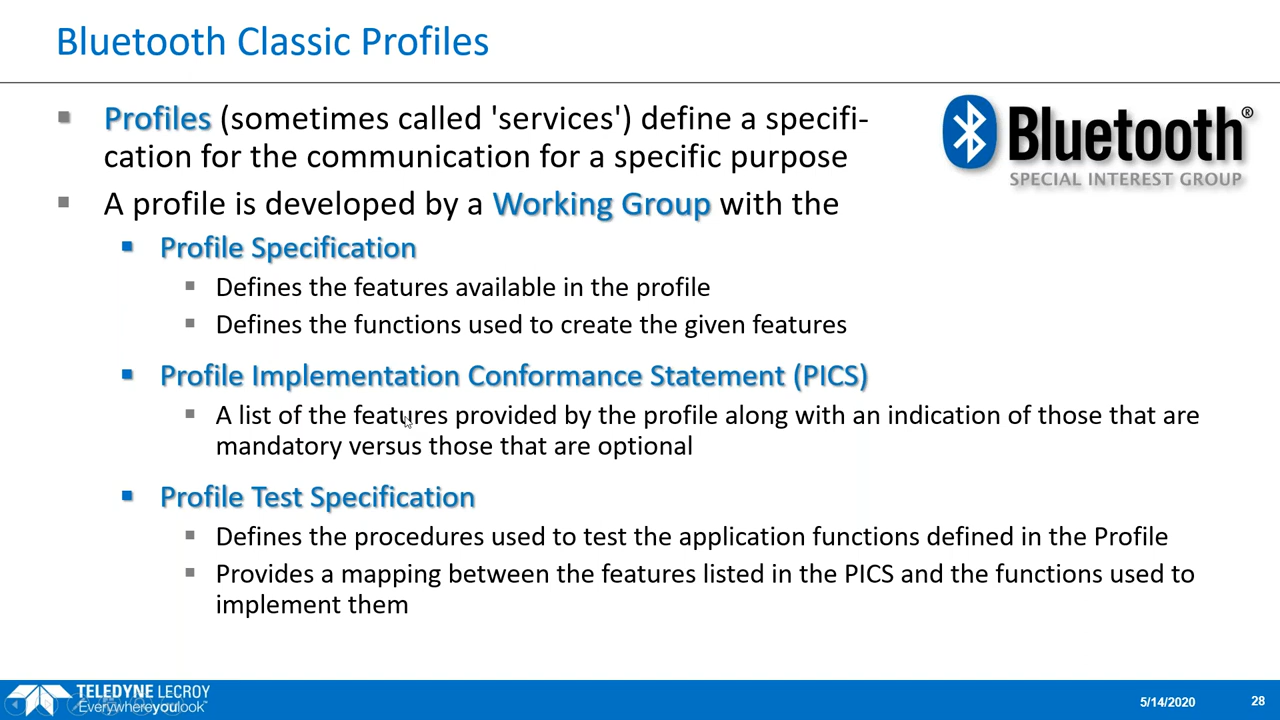 Bluetooth Classic Profiles
Profiles (sometimes called 'services') define a specifi-
cation for the communication for a specific purpose
Bluetooth®
SPECIAL INTEREST GROUP
A profile is developed by a Working Group with the
Profile Specification
Defines the features available in the profile
Defines the functions used to create the given features
Profile Implementation Conformance Statement (PICS)
A list of the features provided by the profile along with an indication of those that are
mandatory versus those that are optional
Profile Test Specification
Defines the procedures used to test the application functions defined in the Profile
Provides a mapping between the features listed in the PICS and the functions used to
implement them
TELEDYNE LECROY
Everywhereyoulook™
5/14/2020
28